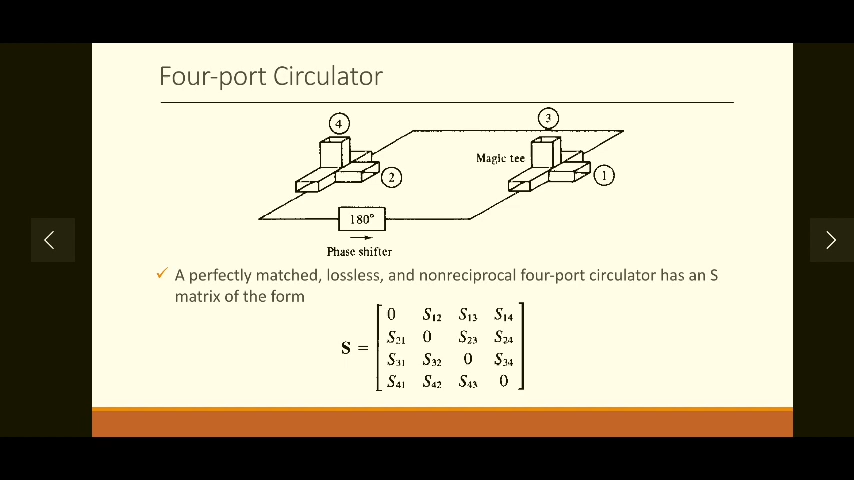 Four-port Circulator
4
3
Magic tee
2
1
180°
Phase shifter
✓ A perfectly matched, lossless, and nonreciprocal four-port circulator has an S
matrix of the form
S = [ 0 S₁₂ S₁₃ S₁₄
S₂₁ 0 S₂₃ S₂₄
S₃₁ S₃₂ 0 S₃₄
S₄₁ S₄₂ S₄₃ 0 ]